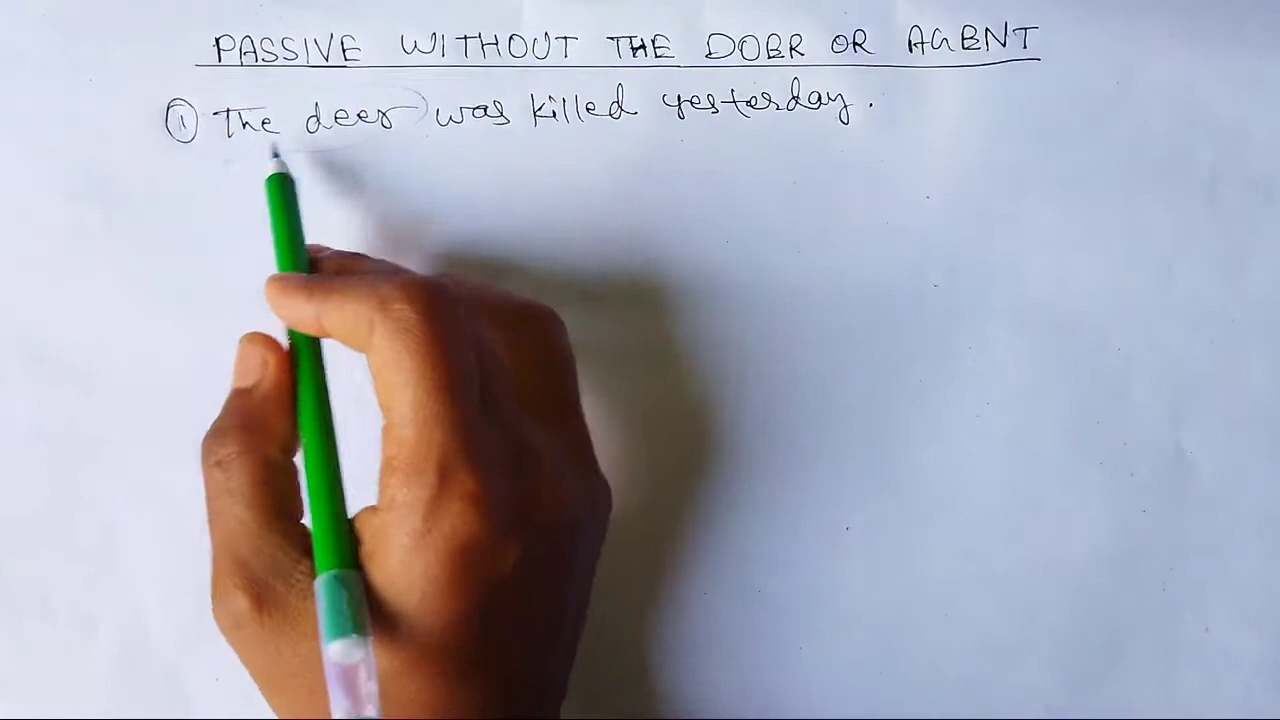 PASSIVE WITHOUT THE DOER OR AGENT
① The deer was killed yesterday.